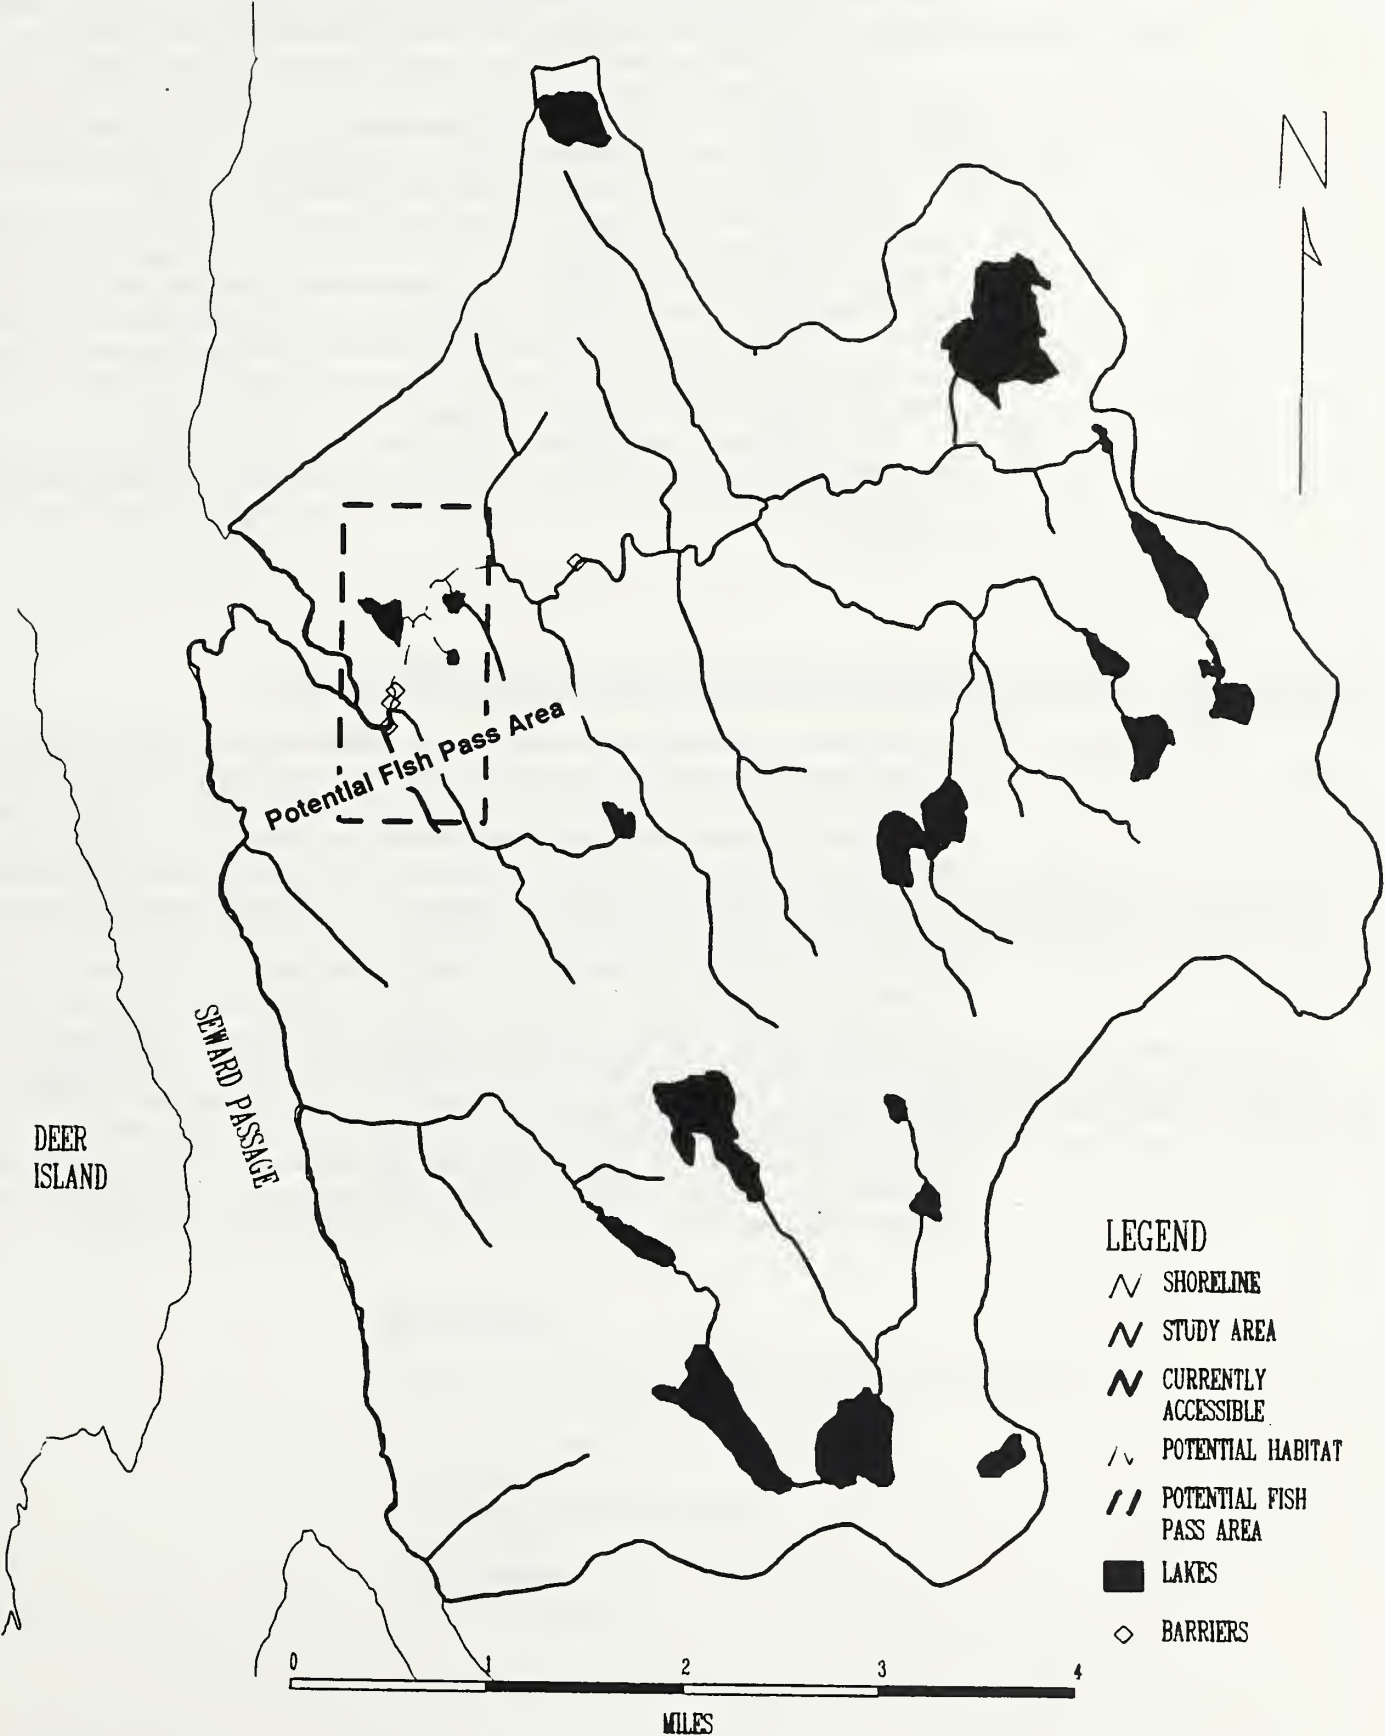 N
Potential Fish Pass Area
SEWARD PASSAGE
DEER
ISLAND
LEGEND
SHORELINE
STUDY AREA
CURRENTLY
ACCESSIBLE
POTENTIAL HABITAT
POTENTIAL FISH
PASS AREA
LAKES
BARRIERS
0 1 2 3 4
MILES